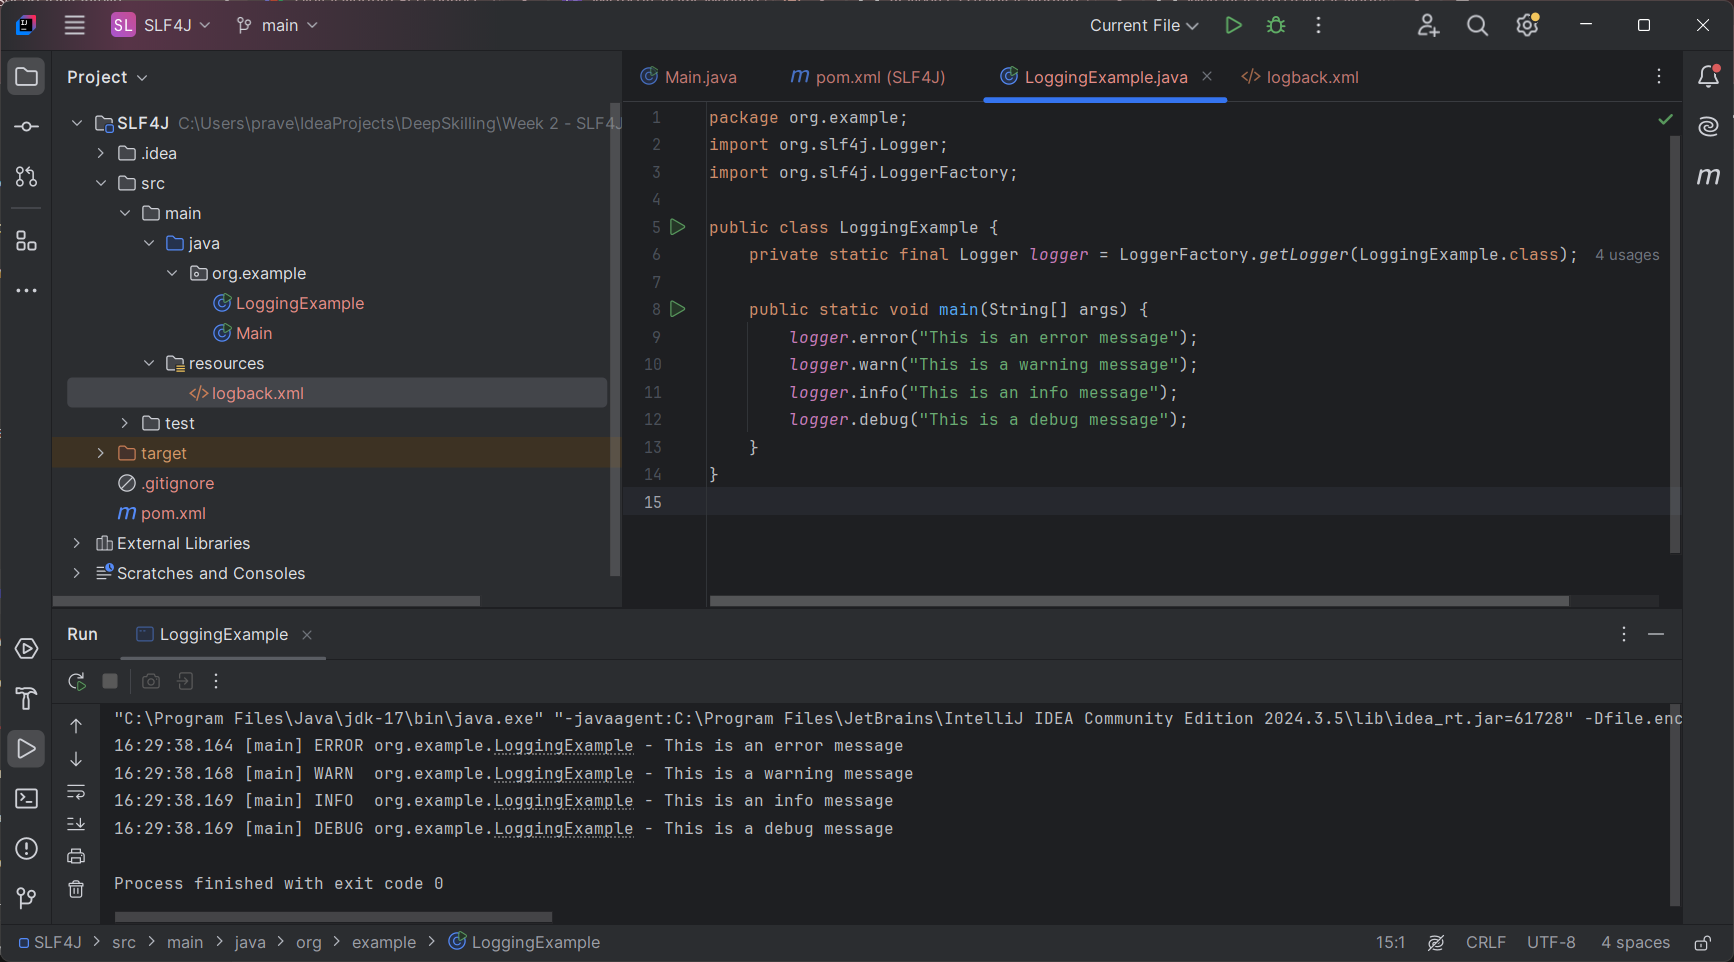 SL SLF4J main Current File
Project
SLF4J C:\Users\prave\IdeaProjects\DeepSkilling\Week 2 - SLF4J
.idea
src
main
java
org.example
LoggingExample
Main
resources
</>logback.xml
test
target
.gitignore
m pom.xml
External Libraries
Scratches and Consoles
Main.java m pom.xml (SLF4J) LoggingExample.java </> logback.xml
1 package org.example;
2 import org.slf4j.Logger;
3 import org.slf4j.LoggerFactory;
4
5 public class LoggingExample {
6 private static final Logger logger = LoggerFactory.getLogger(LoggingExample.class); 4 usages
7
8 public static void main(String[] args) {
9 logger.error("This is an error message");
10 logger.warn("This is a warning message");
11 logger.info("This is an info message");
12 logger.debug("This is a debug message");
13 }
14 }
15
m
Run LoggingExample
"C:\Program Files\Java\jdk-17\bin\java.exe" "-javaagent:C:\Program Files\JetBrains\IntelliJ IDEA Community Edition 2024.3.5\lib\idea_rt.jar=61728" -Dfile.enc
16:29:38.164 [main] ERROR org.example.LoggingExample - This is an error message
16:29:38.168 [main] WARN  org.example.LoggingExample - This is a warning message
16:29:38.169 [main] INFO  org.example.LoggingExample - This is an info message
16:29:38.169 [main] DEBUG org.example.LoggingExample - This is a debug message
Process finished with exit code 0
SLF4J > src > main > java > org > example > LoggingExample 15:1 CRLF UTF-8 4 spaces